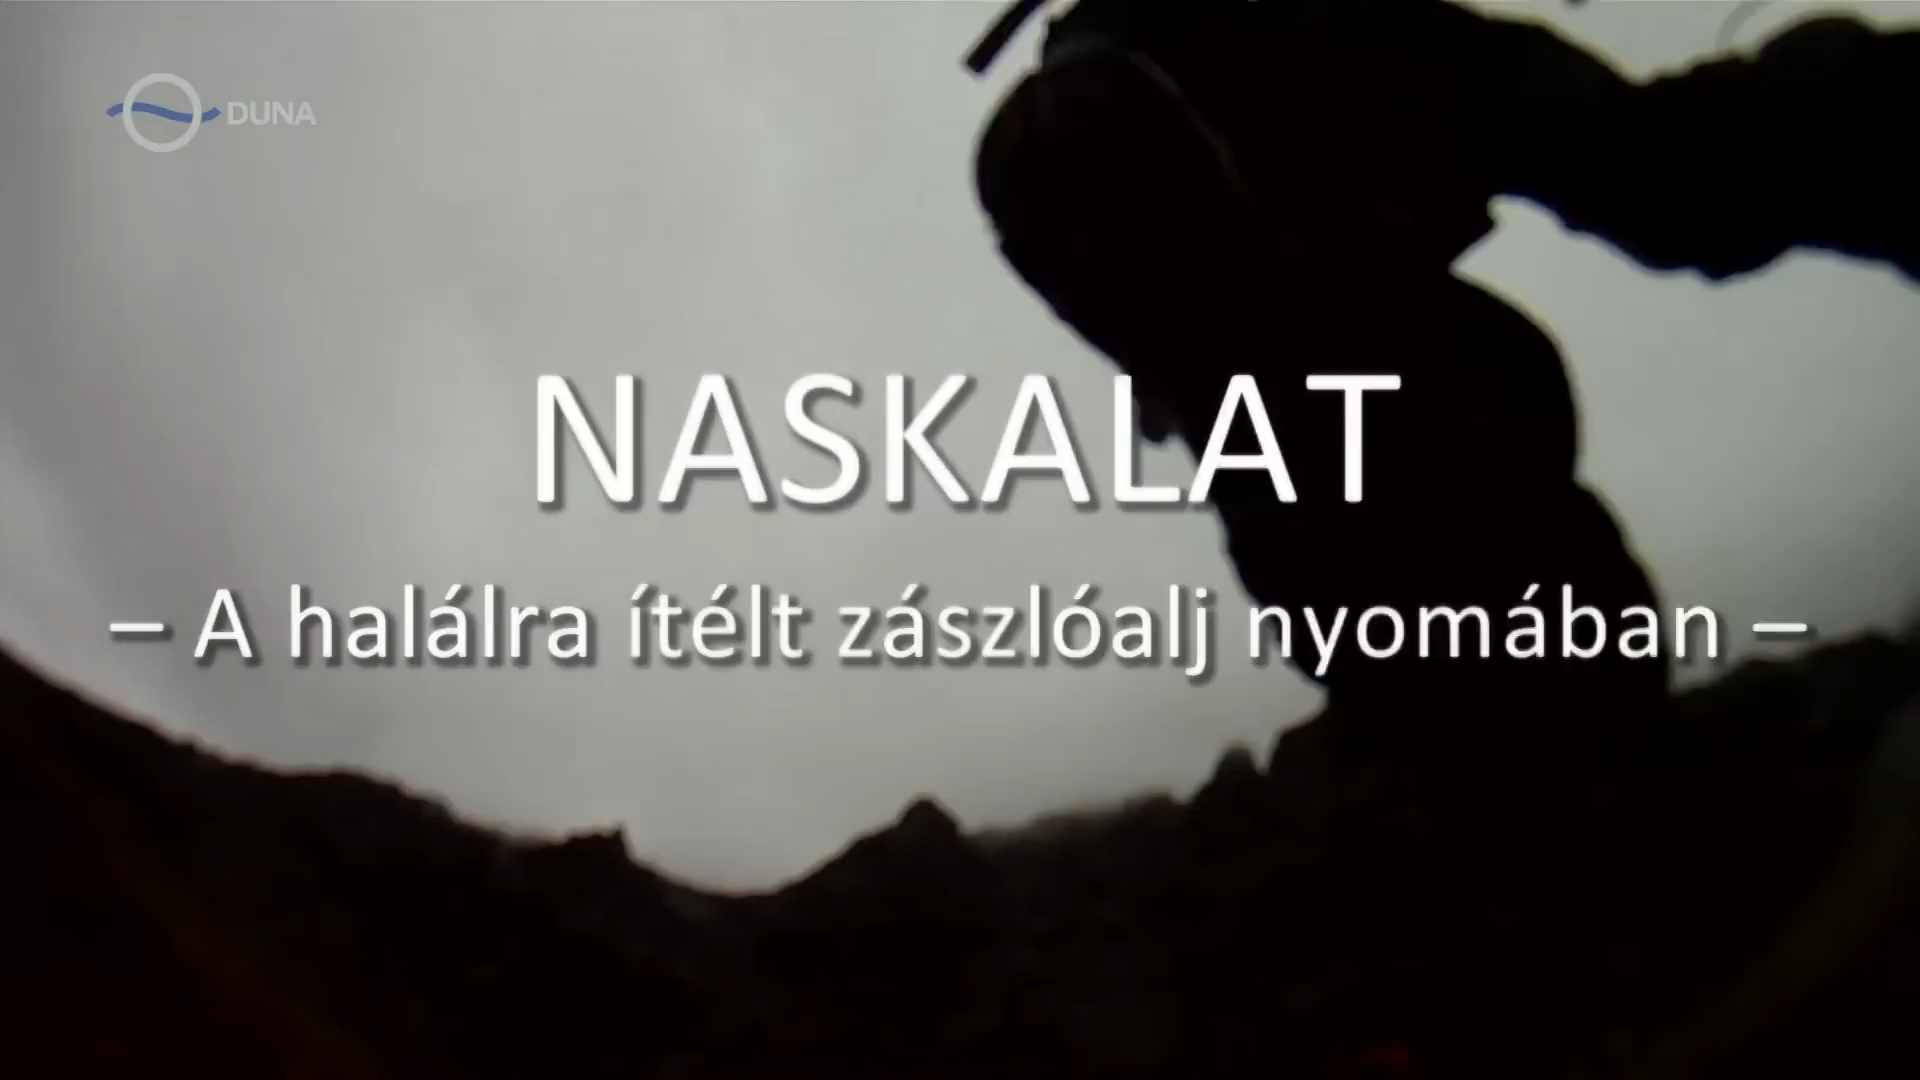 DUNA
NASKALAT
– A halálra ítélt zászlóalj nyomában –